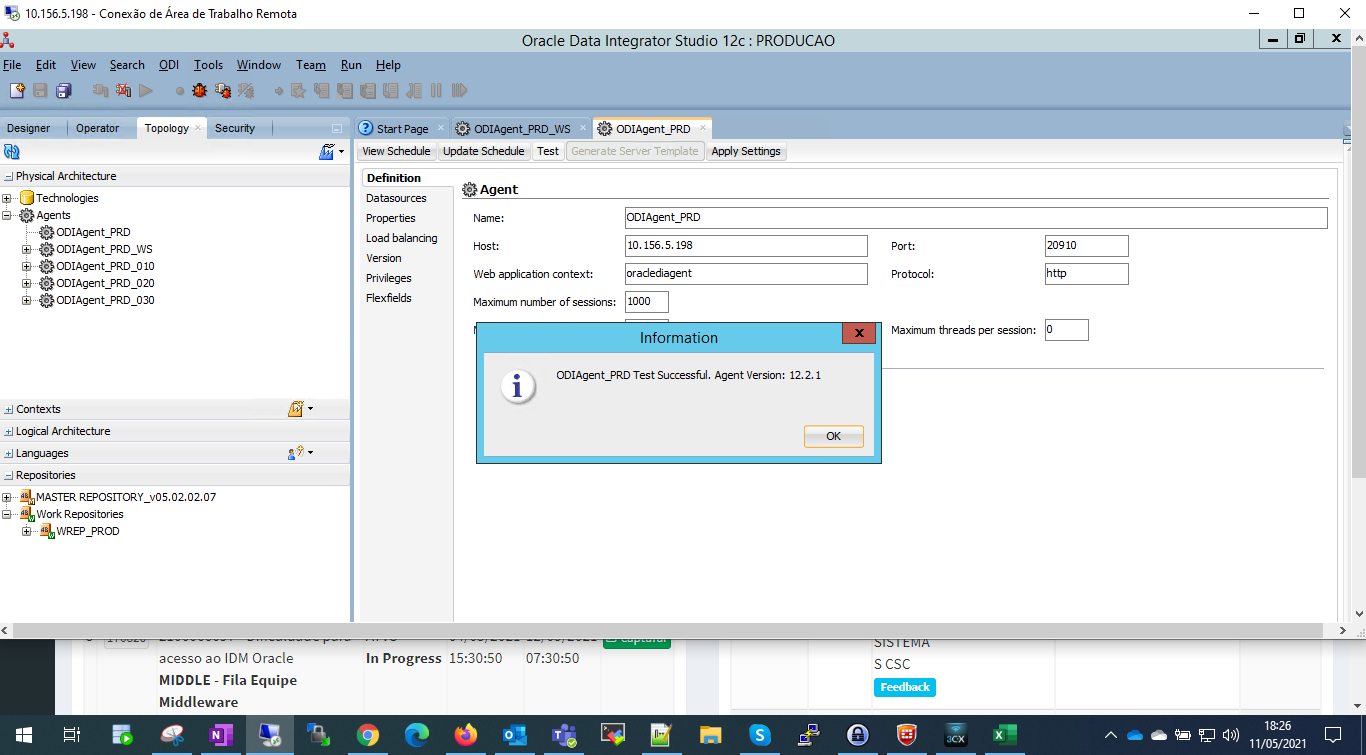 10.156.5.198 - Conexão de Área de Trabalho Remota
Oracle Data Integrator Studio 12c : PRODUCAO
File Edit View Search ODI Tools Window Team Run Help
Designer Operator Topology Security
Start Page ODIAgent_PRD_WS ODIAgent_PRD
View Schedule Update Schedule Test Generate Server Template Apply Settings
Physical Architecture
Technologies
Agents
ODIAgent_PRD
ODIAgent_PRD_WS
ODIAgent_PRD_010
ODIAgent_PRD_020
ODIAgent_PRD_030
Contexts
Logical Architecture
Languages
Repositories
MASTER REPOSITORY_v05.02.02.07
Work Repositories
WREP_PROD
Definition
Datasources
Properties
Load balancing
Version
Privileges
Flexfields
Agent
Name: ODIAgent_PRD
Host: 10.156.5.198 Port: 20910
Web application context: oraclediagent Protocol: http
Maximum number of sessions: 1000
Maximum threads per session: 0
Information
ODIAgent_PRD Test Successful. Agent Version: 12.2.1
OK
acesso ao IDM Oracle
MIDDLE - Fila Equipe
Middleware
In Progress 15:30:50 07:30:50
Capturar
SISTEMA
S CSC
Feedback
3CX
18:26
11/05/2021